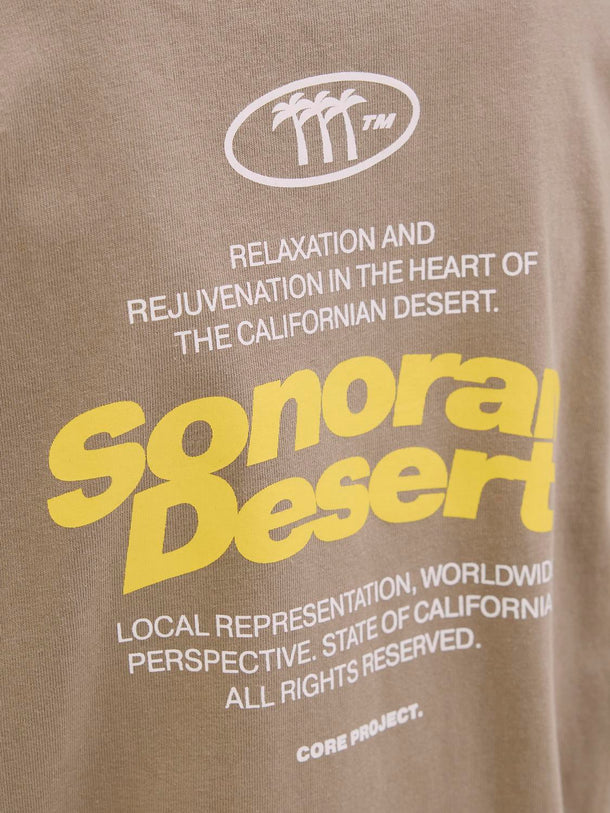 TM
RELAXATION AND
REJUVENATION IN THE HEART OF
THE CALIFORNIAN DESERT.
Sonoran
Desert
LOCAL REPRESENTATION, WORLDWID
PERSPECTIVE. STATE OF CALIFORNIA
ALL RIGHTS RESERVED.
CORE PROJECT.